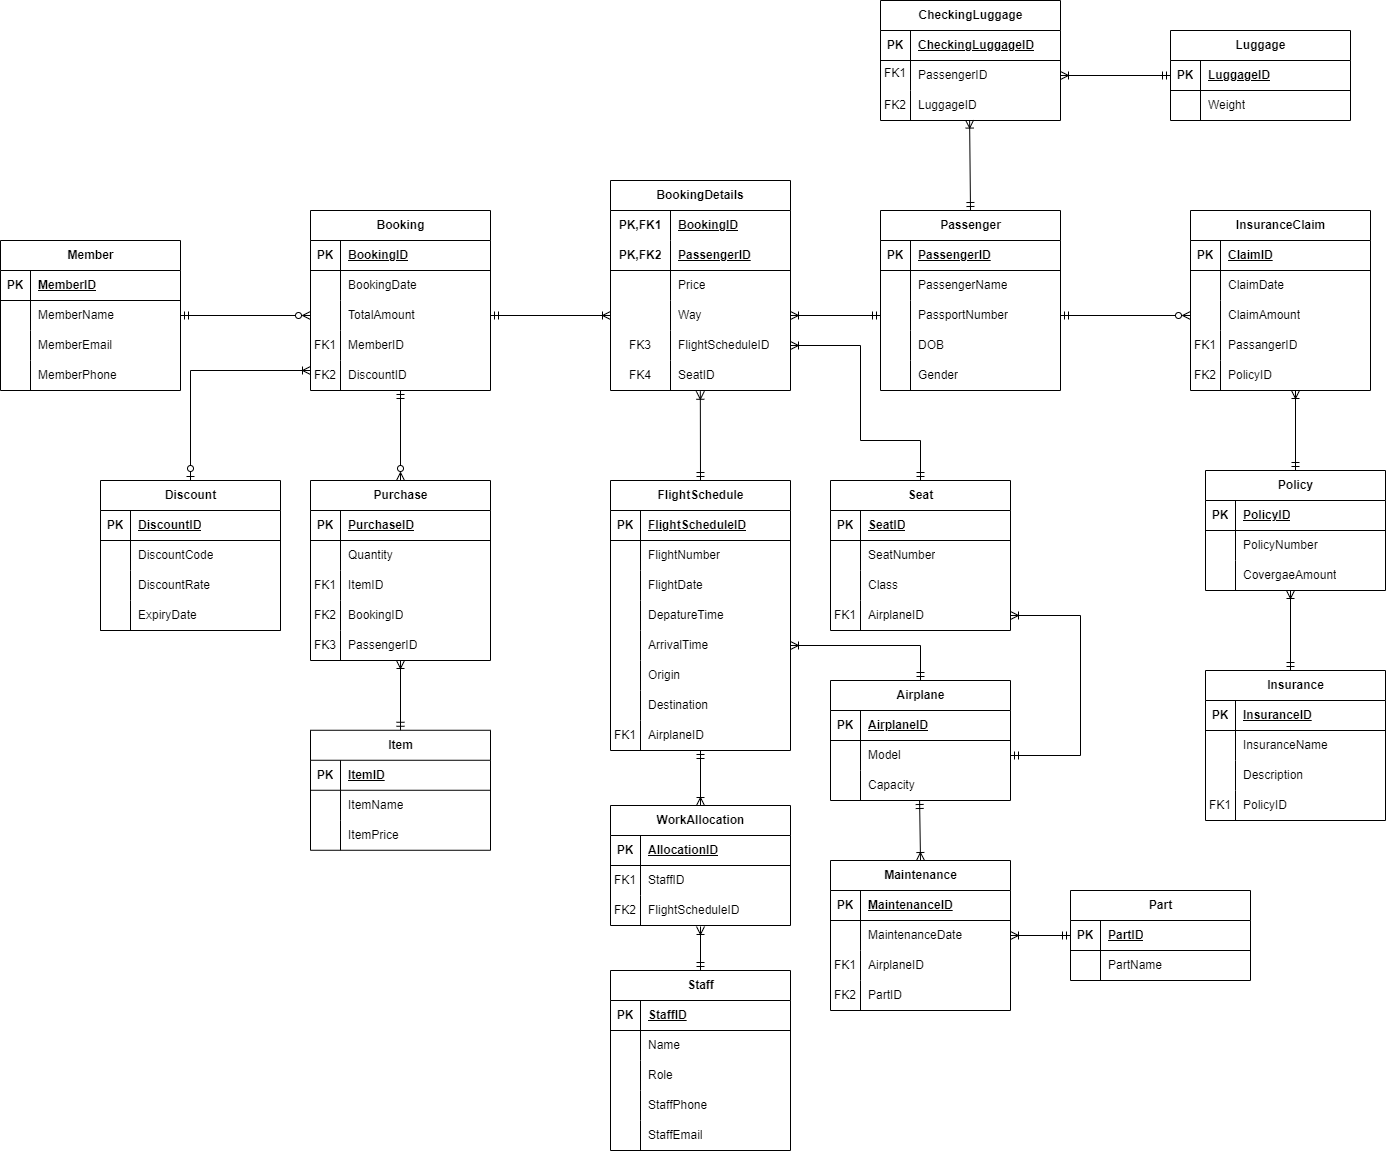 CheckingLuggage
PK CheckingLuggageID
FK1 PassengerID
FK2 LuggageID
Luggage
PK LuggageID
Weight
Member
PK MemberID
MemberName
MemberEmail
MemberPhone
Booking
PK BookingID
BookingDate
TotalAmount
FK1 MemberID
FK2 DiscountID
BookingDetails
PK,FK1 BookingID
PK,FK2 PassengerID
Price
Way
FK3 FlightScheduleID
FK4 SeatID
Passenger
PK PassengerID
PassengerName
PassportNumber
DOB
Gender
InsuranceClaim
PK ClaimID
ClaimDate
ClaimAmount
FK1 PassangerID
FK2 PolicyID
Discount
PK DiscountID
DiscountCode
DiscountRate
ExpiryDate
Purchase
PK PurchaseID
Quantity
FK1 ItemID
FK2 BookingID
FK3 PassengerID
FlightSchedule
PK FlightScheduleID
FlightNumber
FlightDate
DepatureTime
ArrivalTime
Origin
Destination
FK1 AirplaneID
Seat
PK SeatID
SeatNumber
Class
FK1 AirplaneID
Policy
PK PolicyID
PolicyNumber
CovergaeAmount
Item
PK ItemID
ItemName
ItemPrice
Airplane
PK AirplaneID
Model
Capacity
Insurance
PK InsuranceID
InsuranceName
Description
FK1 PolicyID
WorkAllocation
PK AllocationID
FK1 StaffID
FK2 FlightScheduleID
Maintenance
PK MaintenanceID
MaintenanceDate
FK1 AirplaneID
FK2 PartID
Part
PK PartID
PartName
Staff
PK StaffID
Name
Role
StaffPhone
StaffEmail